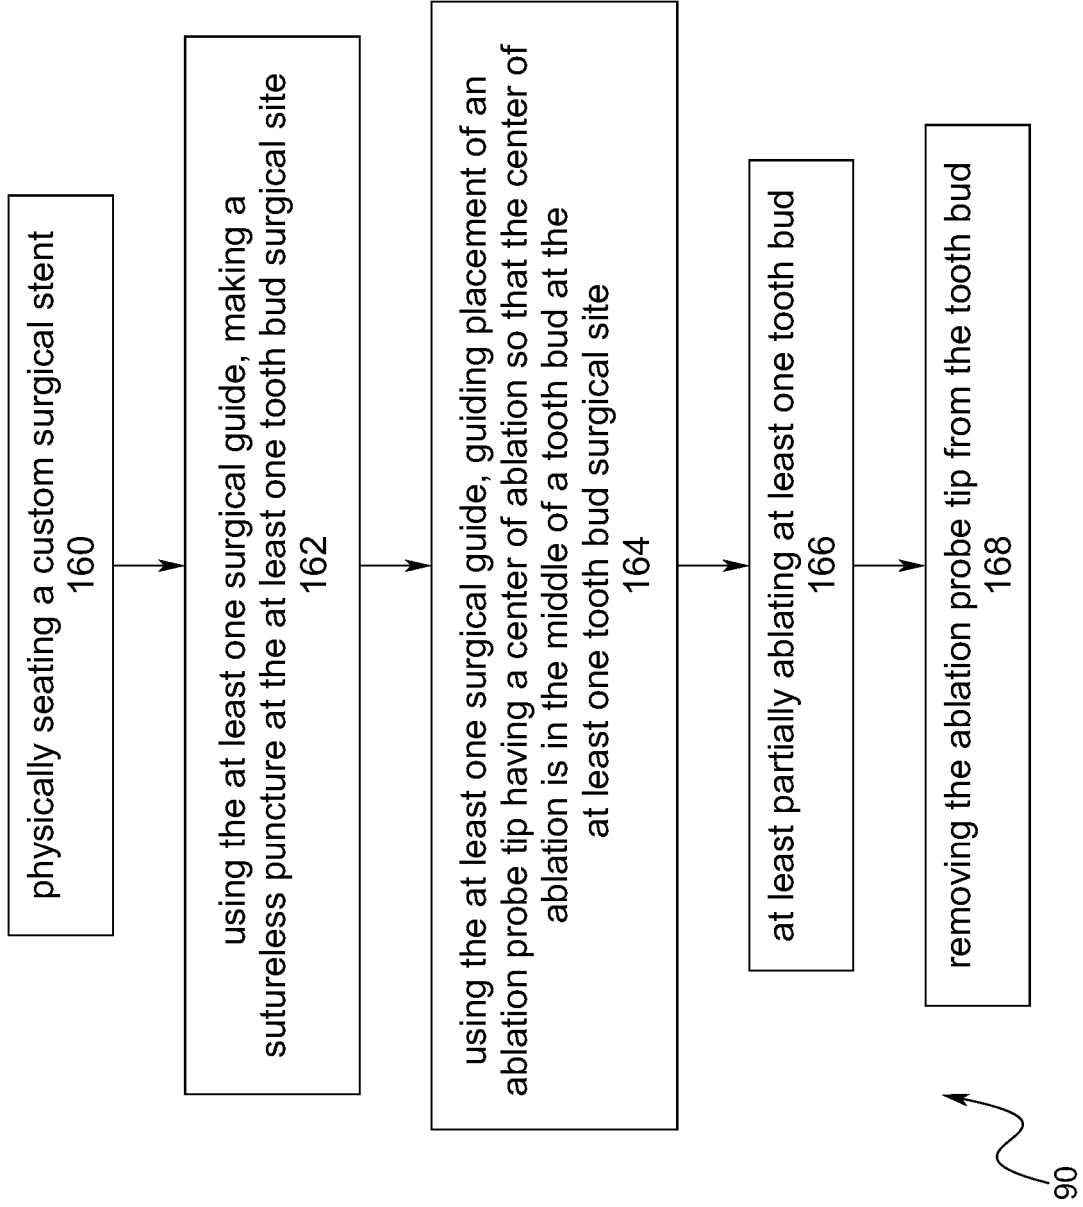 physically seating a custom surgical stent
160
using the at least one surgical guide, making a
sutureless puncture at the at least one tooth bud surgical site
162
using the at least one surgical guide, guiding placement of an
ablation probe tip having a center of ablation so that the center of
ablation is in the middle of a tooth bud at the
at least one tooth bud surgical site
164
at least partially ablating at least one tooth bud
166
removing the ablation probe tip from the tooth bud
168
90